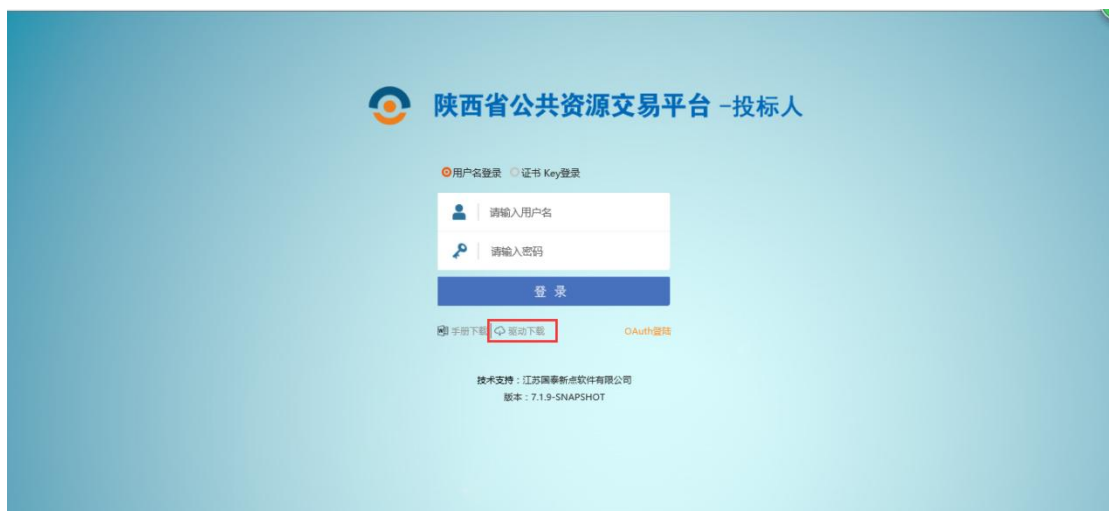 陕西省公共资源交易平台 -投标人
用户名登录 证书 Key登录
请输入用户名
请输入密码
登 录
手册下载 驱动下载 OAuth登陆
技术支持：江苏国泰新点软件有限公司
版本：7.1.9-SNAPSHOT